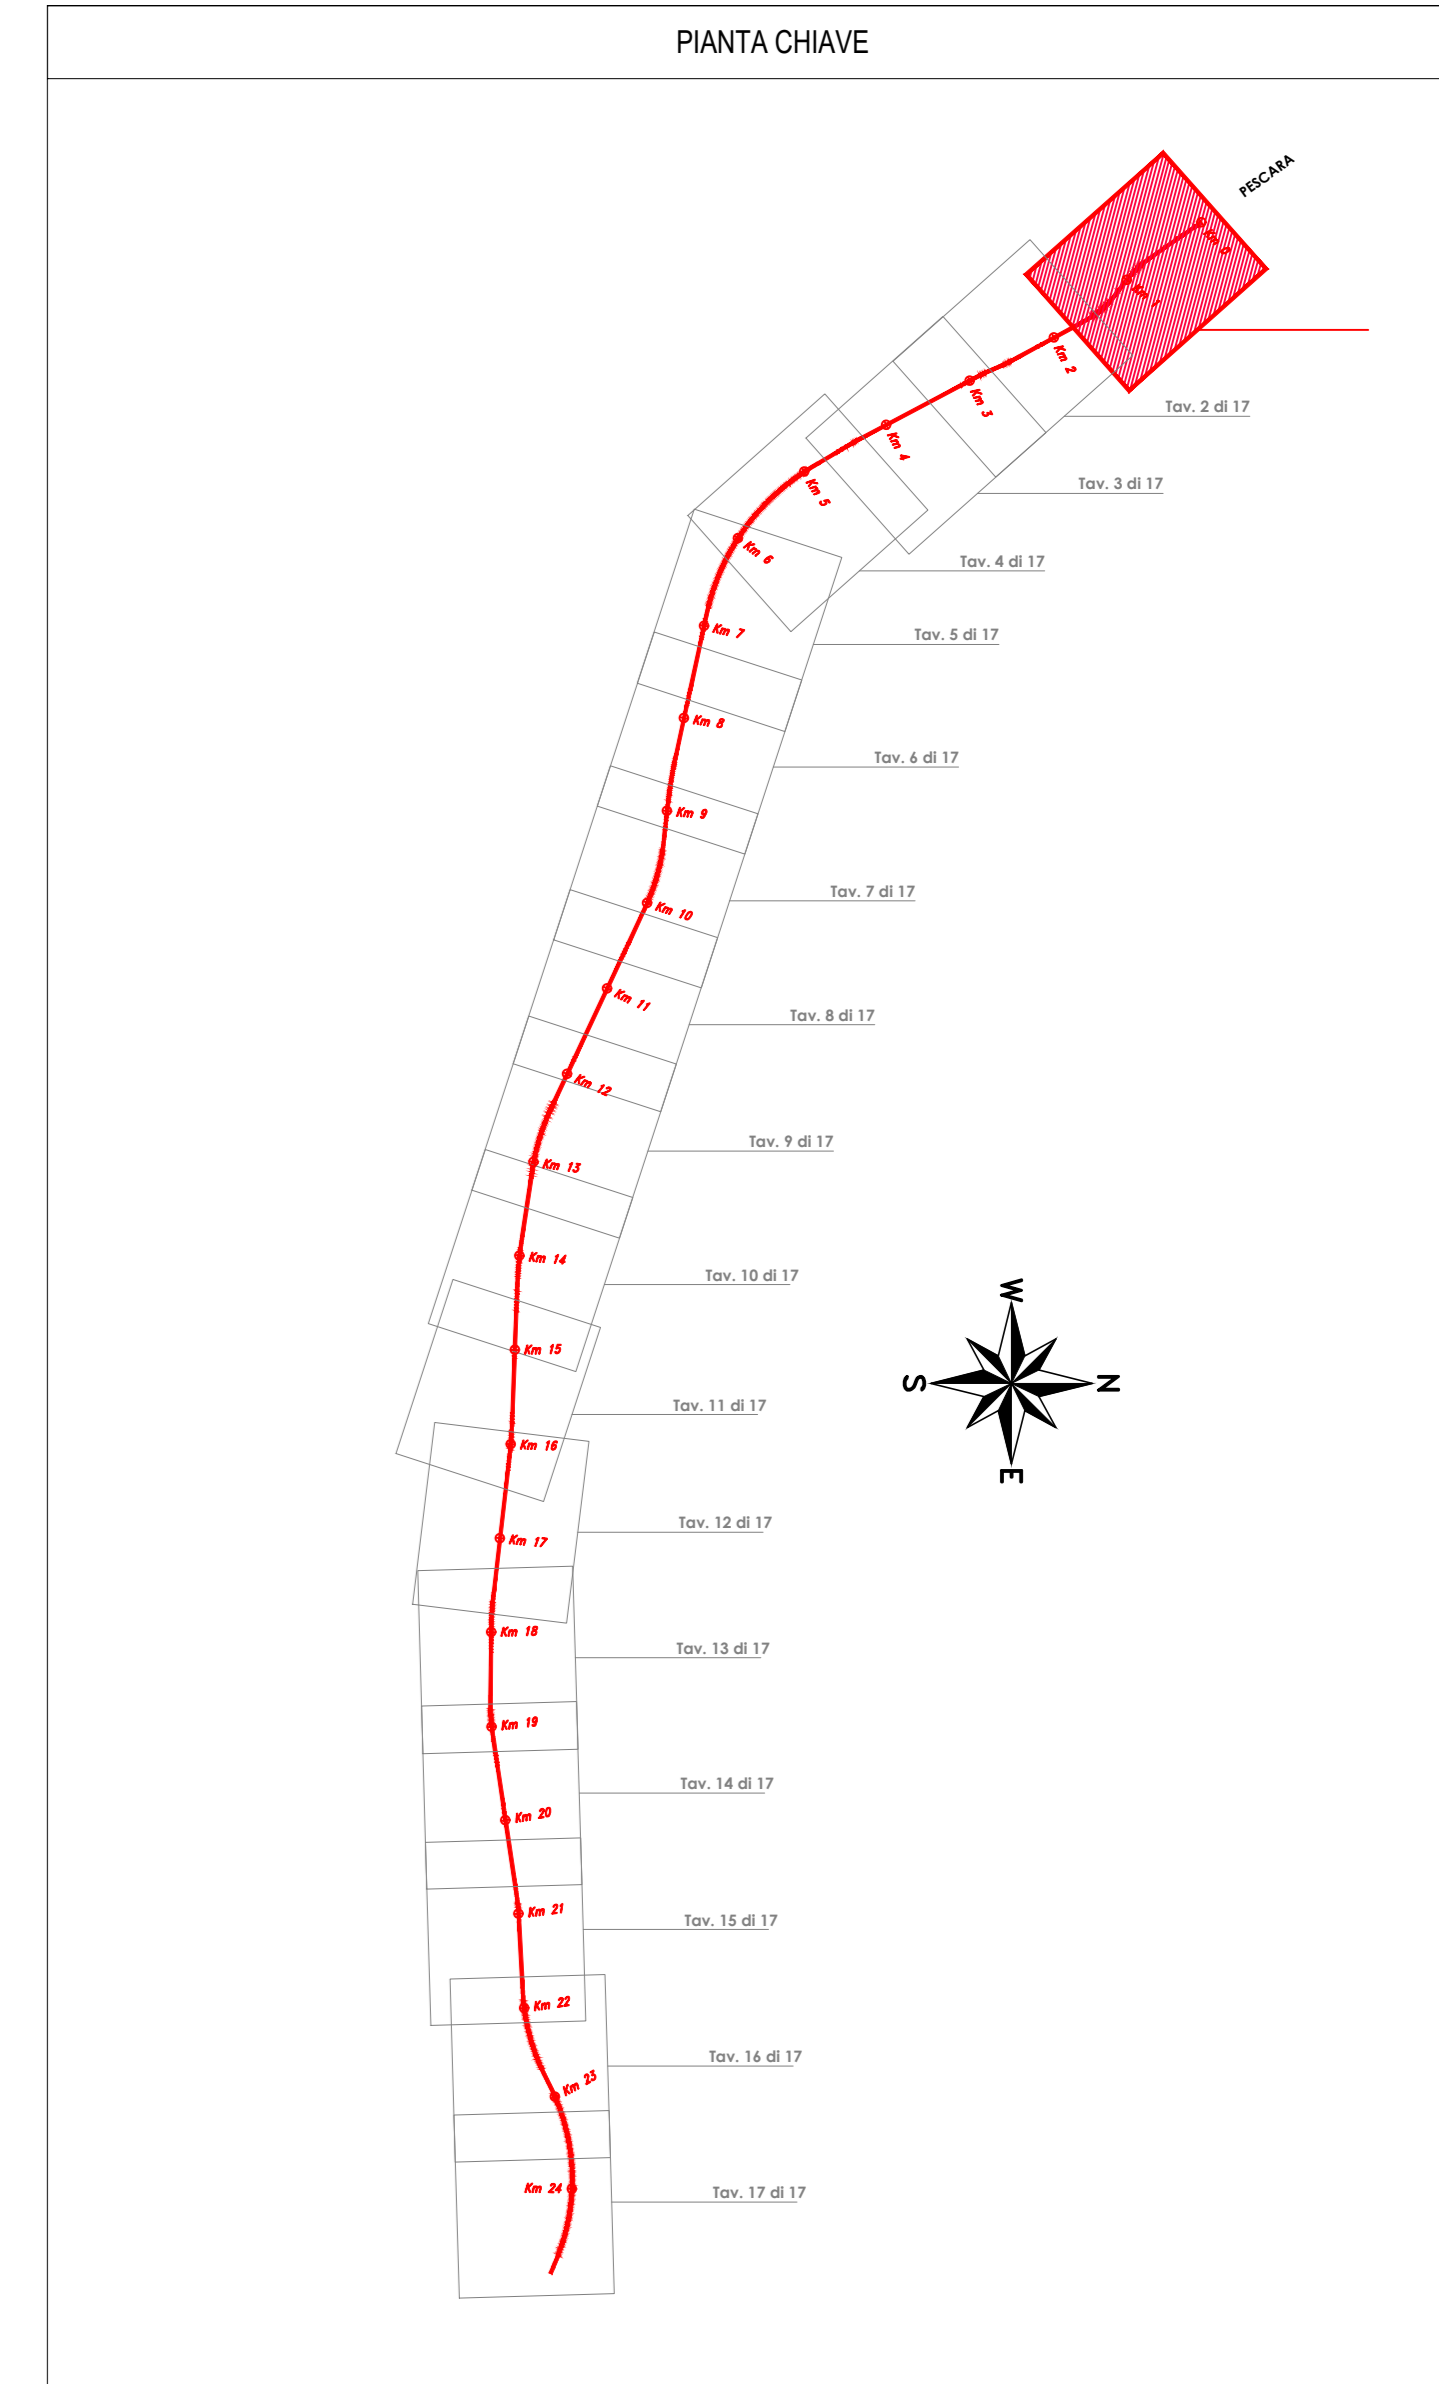 PIANTA CHIAVE
PESCARA
Km 0
Km 1
Km 2
Tav. 2 di 17
Km 3
Km 4
Tav. 3 di 17
Km 5
Km 6
Tav. 4 di 17
Km 7
Tav. 5 di 17
Km 8
Tav. 6 di 17
Km 9
Tav. 7 di 17
Km 10
Km 11
Tav. 8 di 17
Km 12
Tav. 9 di 17
Km 13
Km 14
Tav. 10 di 17
W
S
N
E
Km 15
Tav. 11 di 17
Km 16
Tav. 12 di 17
Km 17
Km 18
Tav. 13 di 17
Km 19
Tav. 14 di 17
Km 20
Km 21
Tav. 15 di 17
Km 22
Tav. 16 di 17
Km 23
Km 24
Tav. 17 di 17